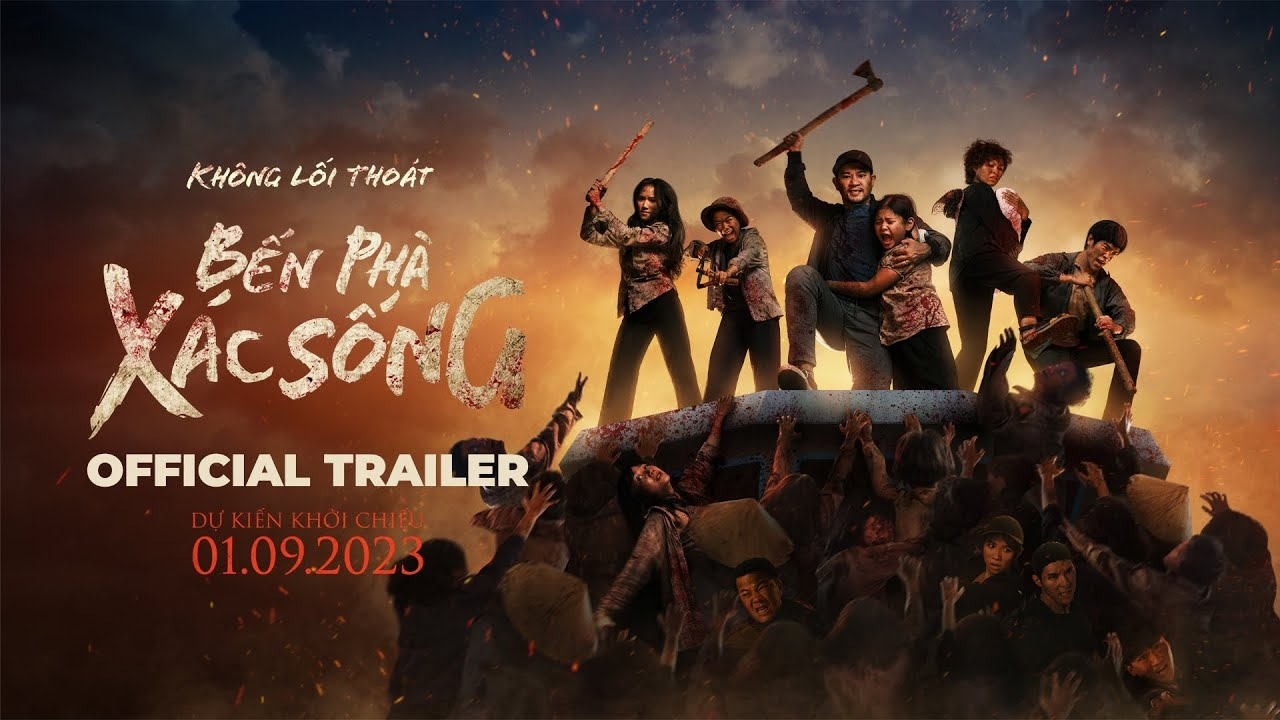 KHÔNG LỐI THOÁT
BẾN PHÀ
XÁC SỐNG
OFFICIAL TRAILER
DỰ KIẾN KHỞI CHIẾU
01.09.2023